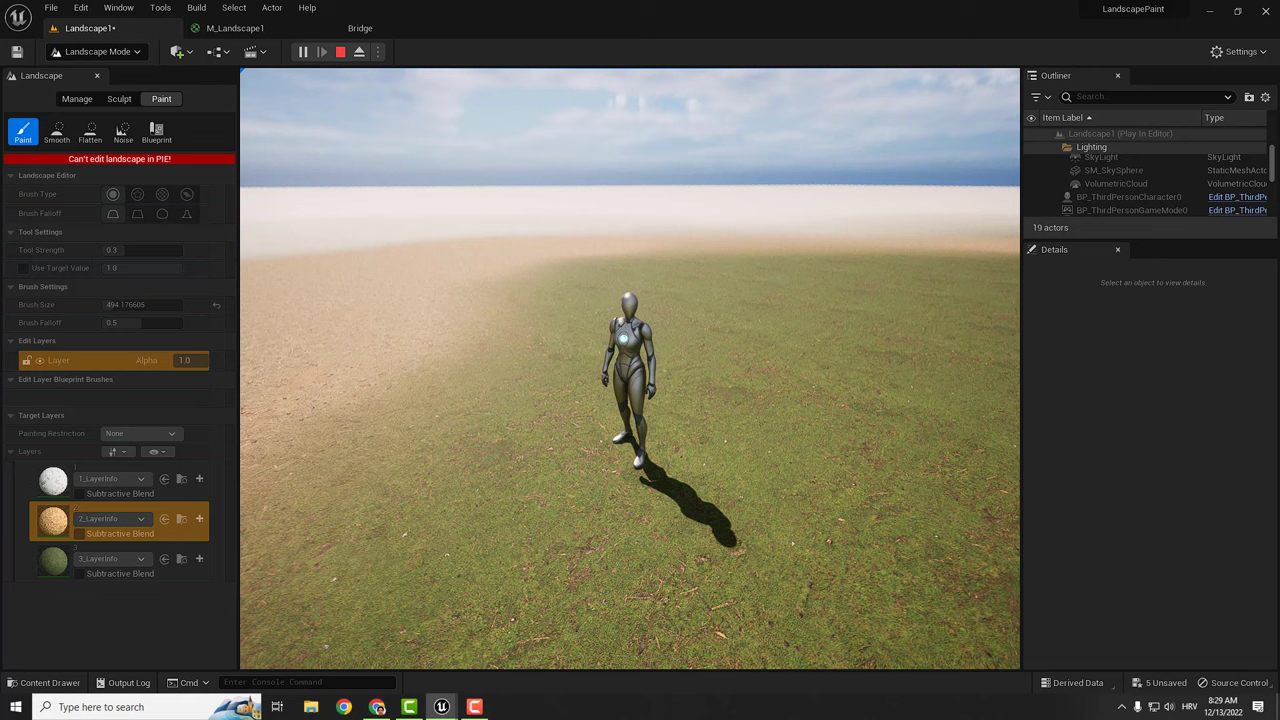 File Edit Window Tools Build Select Actor Help
LandscapePaint
Landscape1•
M_Landscape1
Bridge
Landscape Mode
Settings
Landscape
Outliner
Manage
Sculpt
Paint
Search...
Item Label
Type
Paint
Smooth
Flatten
Noise
Blueprint
Landscape1 (Play In Editor)
Lighting
SkyLight
SkyLight
SM_SkySphere
StaticMeshActo
VolumetricCloud
VolumetricClou
BP_ThirdPersonCharacter0
Edit BP_ThirdPe
BP_ThirdPersonGameMode0
Edit BP_ThirdPe
19 actors
Details
Select an object to view details.
Can't edit landscape in PIE!
Landscape Editor
Brush Type
Brush Falloff
Tool Settings
Tool Strength
0.3
Use Target Value
1.0
Brush Settings
Brush Size
494.176605
Brush Falloff
0.5
Edit Layers
Layer
Alpha
1.0
Edit Layer Blueprint Brushes
Target Layers
Painting Restriction
None
Layers
1
1_LayerInfo
Subtractive Blend
2
2_LayerInfo
Subtractive Blend
3
3_LayerInfo
Subtractive Blend
Content Drawer
Output Log
Cmd
Enter Console Command
Derived Data
5 Unsaved
Source Control
Type here to search
HRV
8:29 AM
12/13/2022